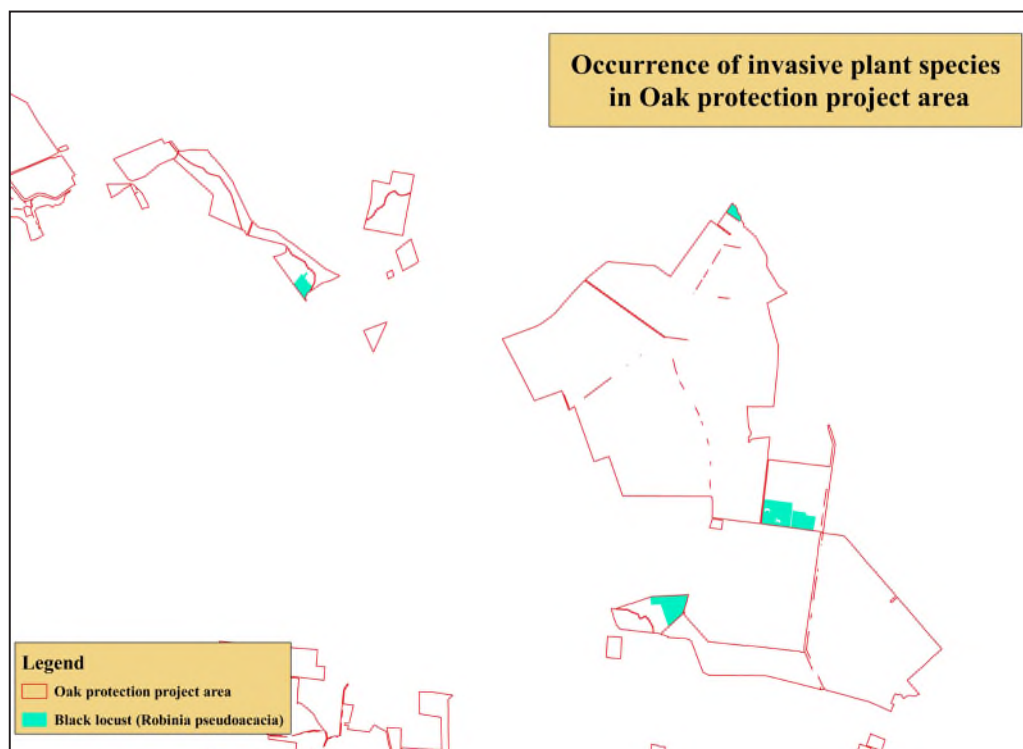 Occurrence of invasive plant species
in Oak protection project area
Legend
Oak protection project area
Black locust (Robinia pseudoacacia)